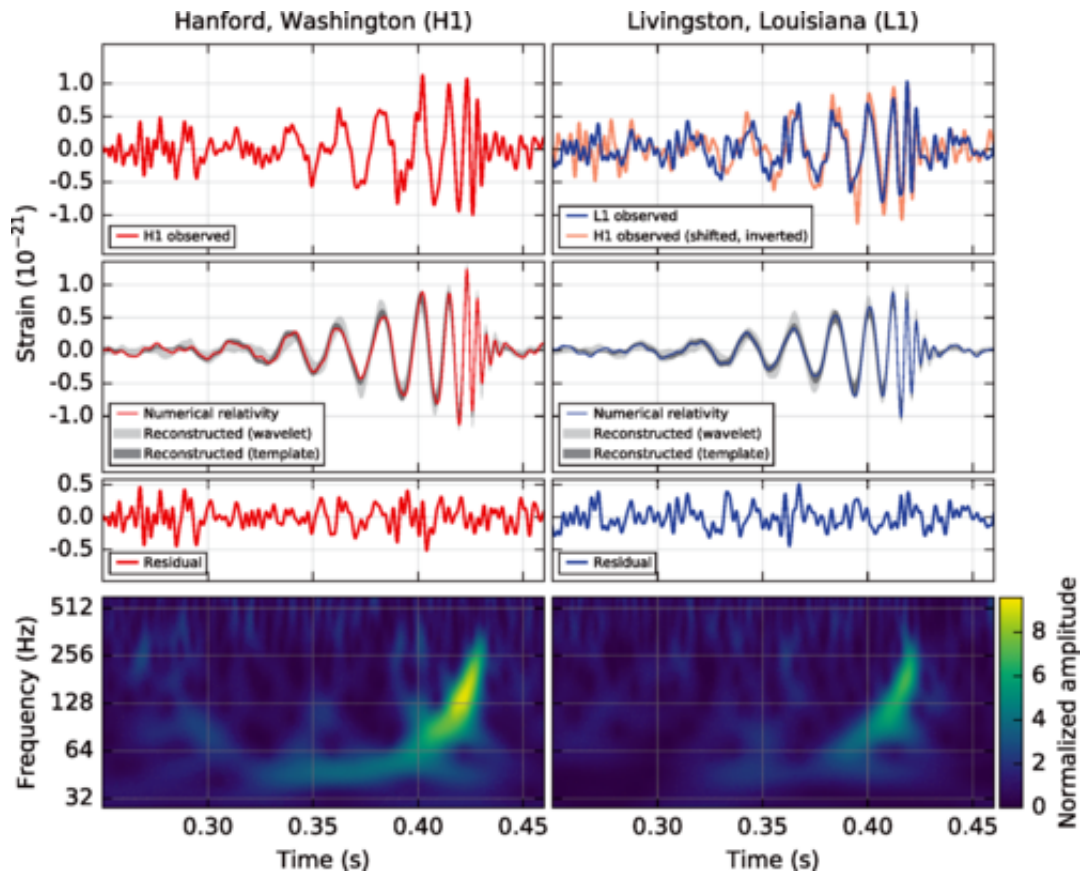 Hanford, Washington (H1)
Livingston, Louisiana (L1)
Strain (10⁻²¹)
1.0
0.5
0.0
-0.5
-1.0
H1 observed
L1 observed
H1 observed (shifted, inverted)
1.0
0.5
0.0
-0.5
-1.0
Numerical relativity
Reconstructed (wavelet)
Reconstructed (template)
Numerical relativity
Reconstructed (wavelet)
Reconstructed (template)
0.5
0.0
-0.5
Residual
Residual
Frequency (Hz)
512
256
128
64
32
Normalized amplitude
8
6
4
2
0
0.30 0.35 0.40 0.45
0.30 0.35 0.40 0.45
Time (s)
Time (s)